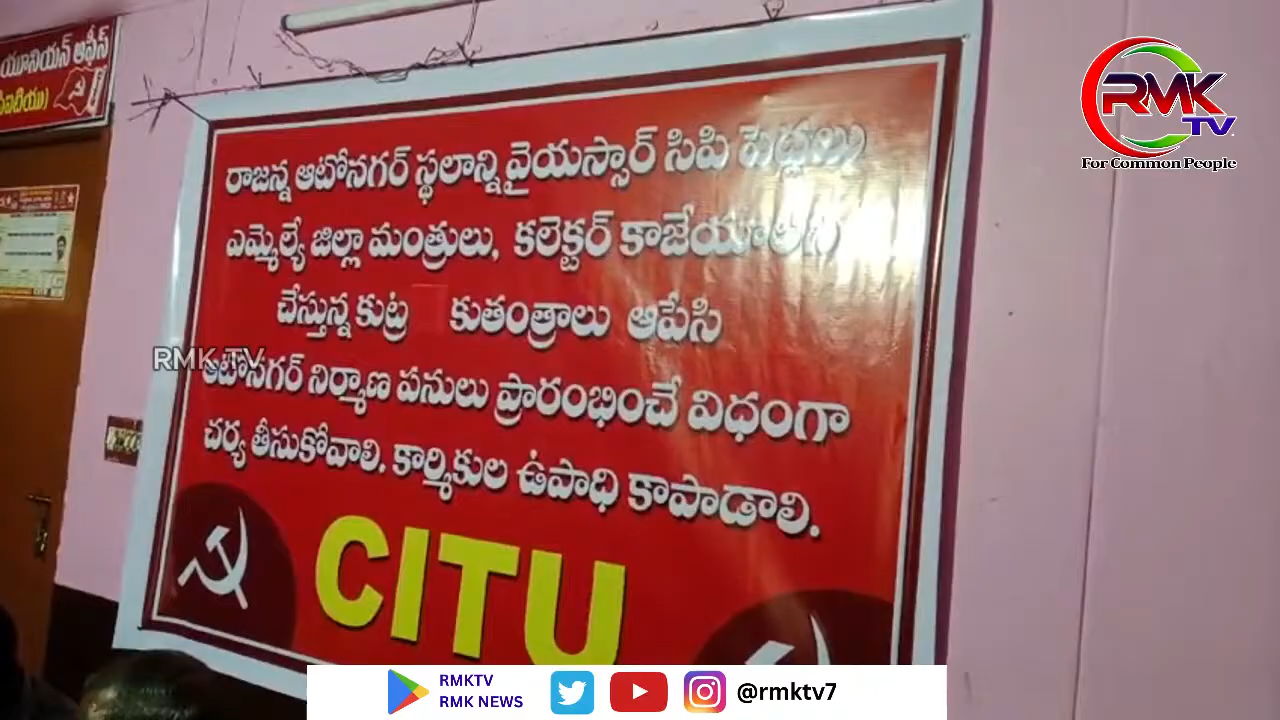 యూనియన్ ఆఫీస్
రాజన్న ఆటోనగర్ స్థలాన్ని వైయస్సార్ సిపి పెద్దలు
ఎమ్మెల్యే జిల్లా మంత్రులు, కలెక్టర్ కాజేయాలని
చేస్తున్న కుట్ర కుతంత్రాలు ఆపేసి
ఆటోనగర్ నిర్మాణ పనులు ప్రారంభించే విధంగా
చర్య తీసుకోవాలి. కార్మికుల ఉపాధి కాపాడాలి.
CITU
RMK TV
RMK TV
For Common People
RMKTV
RMK NEWS
@rmktv7